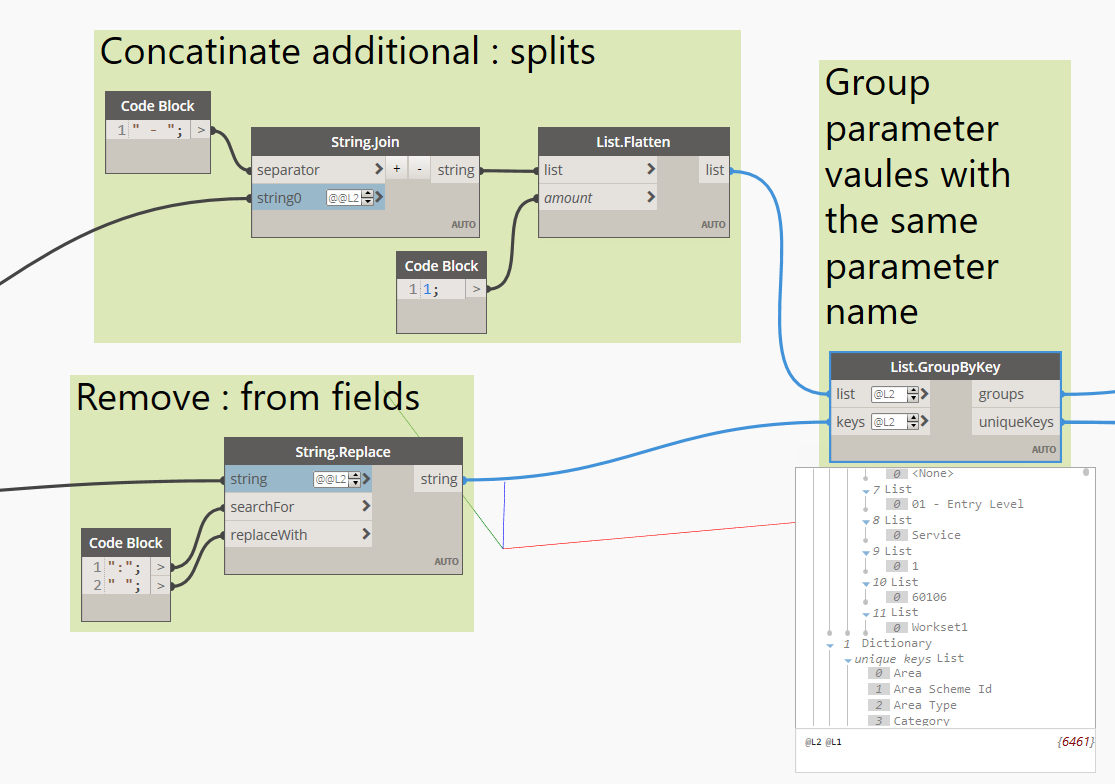 Concatinate additional : splits
Code Block
1 " - "; >
String.Join
separator > + - string
string0 @@L2 >
AUTO
List.Flatten
list > list
amount >
AUTO
Code Block
1 1; >
Group
parameter
vaules with
the same
parameter
name
Remove : from fields
String.Replace
string @@L2 > string
searchFor >
replaceWith >
AUTO
Code Block
1 ":"; >
2 " "; >
List.GroupByKey
list @L2 > groups
keys @L2 > uniqueKeys
AUTO
0 <None>
7 List
0 01 - Entry Level
8 List
0 Service
9 List
0 1
10 List
0 60106
11 List
0 Workset1
1 Dictionary
unique keys List
0 Area
1 Area Scheme Id
2 Area Type
3 Category
@L2 @L1 {6461}